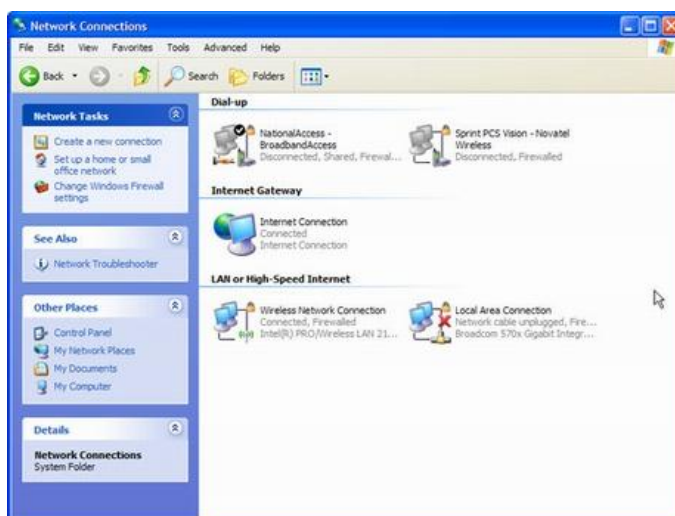 Network Connections
File Edit View Favorites Tools Advanced Help
Back Search Folders
Network Tasks
Create a new connection
Set up a home or small
office network
Change Windows Firewall
settings
See Also
Network Troubleshooter
Other Places
Control Panel
My Network Places
My Documents
My Computer
Details
Network Connections
System Folder
Dial-up
NationalAccess -
BroadbandAccess
Disconnected, Shared, Firewal...
Sprint PCS Vision - Novatel
Wireless
Disconnected, Firewalled
Internet Gateway
Internet Connection
Connected
Internet Connection
LAN or High-Speed Internet
Wireless Network Connection
Connected, Firewalled
Intel(R) PRO/Wireless LAN 21...
Local Area Connection
Network cable unplugged, Fire...
Broadcom 570x Gigabit Integr...